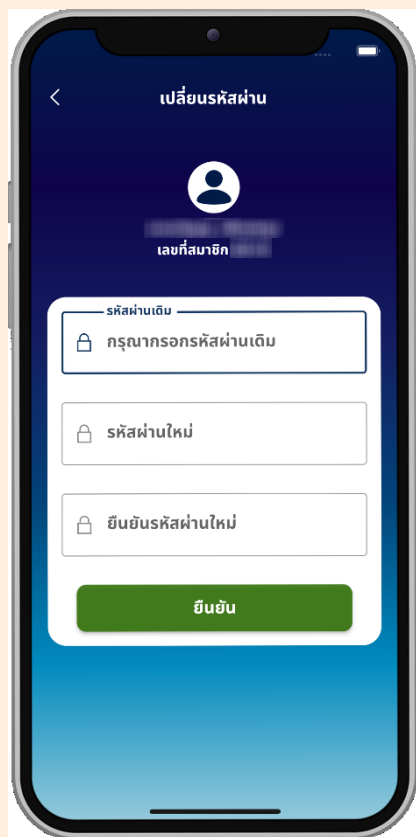 เปลี่ยนรหัสผ่าน
เลขที่สมาชิก
รหัสผ่านเดิม
กรุณากรอกรหัสผ่านเดิม
รหัสผ่านใหม่
ยืนยันรหัสผ่านใหม่
ยืนยัน